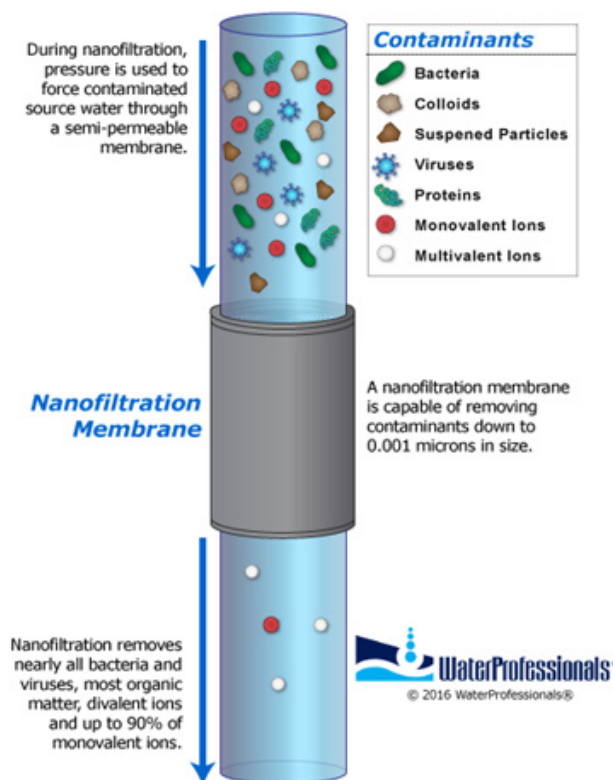 During nanofiltration,
pressure is used to
force contaminated
source water through
a semi-permeable
membrane.
Contaminants
Bacteria
Colloids
Suspened Particles
Viruses
Proteins
Monovalent Ions
Multivalent Ions
Nanofiltration
Membrane
A nanofiltration membrane
is capable of removing
contaminants down to
0.001 microns in size.
Nanofiltration removes
nearly all bacteria and
viruses, most organic
matter, divalent ions
and up to 90% of
monovalent ions.
WaterProfessionals®
© 2016 WaterProfessionals®